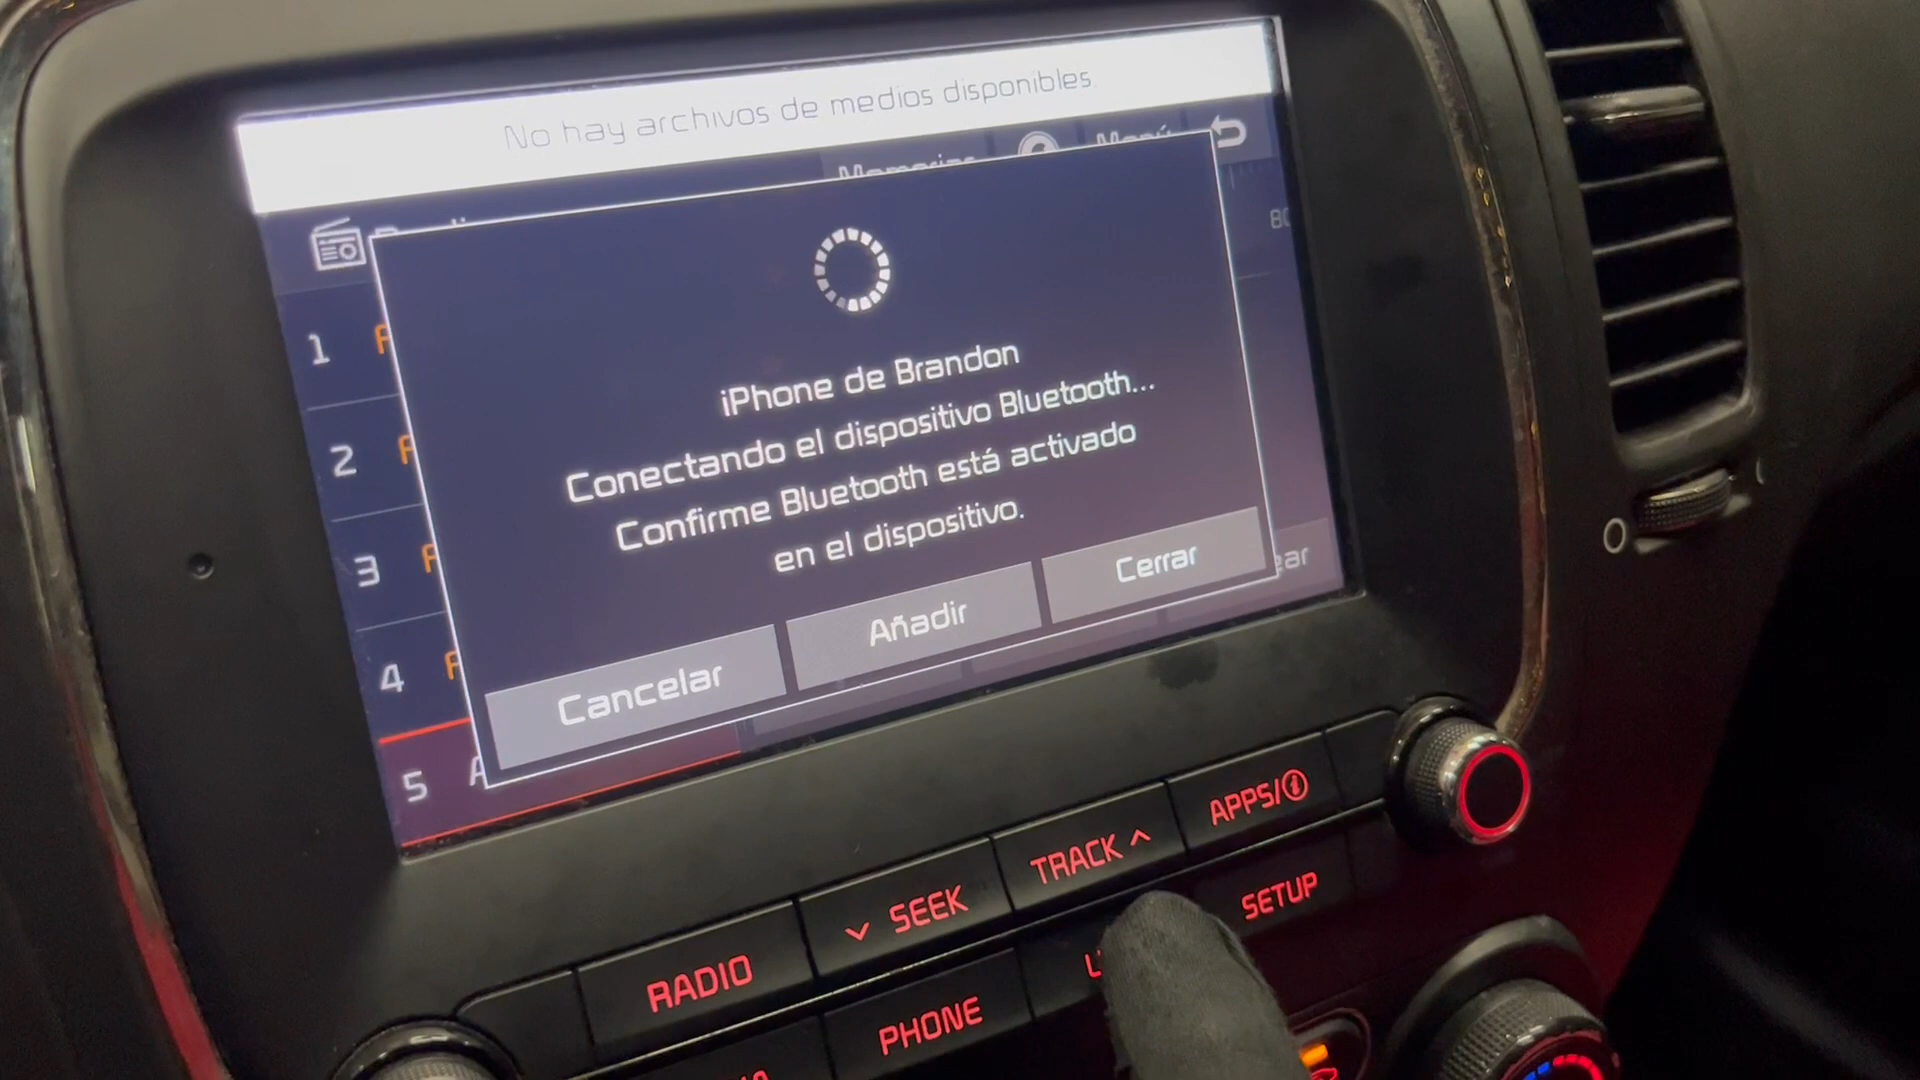 No hay archivos de medios disponibles.
iPhone de Brandon
Conectando el dispositivo Bluetooth...
Confirme Bluetooth está activado
en el dispositivo.
Cancelar
Añadir
Cerrar
1
2
3
4
5
RADIO
SEEK
TRACK
APPS/
PHONE
SETUP